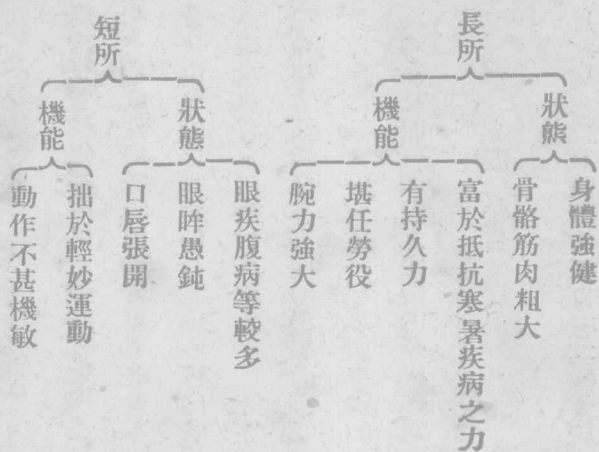 長所
狀態
身體強健
骨骼筋肉粗大
機能
富於抵抗寒暑疾病之力
有持久力
堪任勞役
腕力強大
短所
狀態
眼疾腹病等較多
眼眸愚鈍
口唇張開
機能
拙於輕妙運動
動作不甚機敏